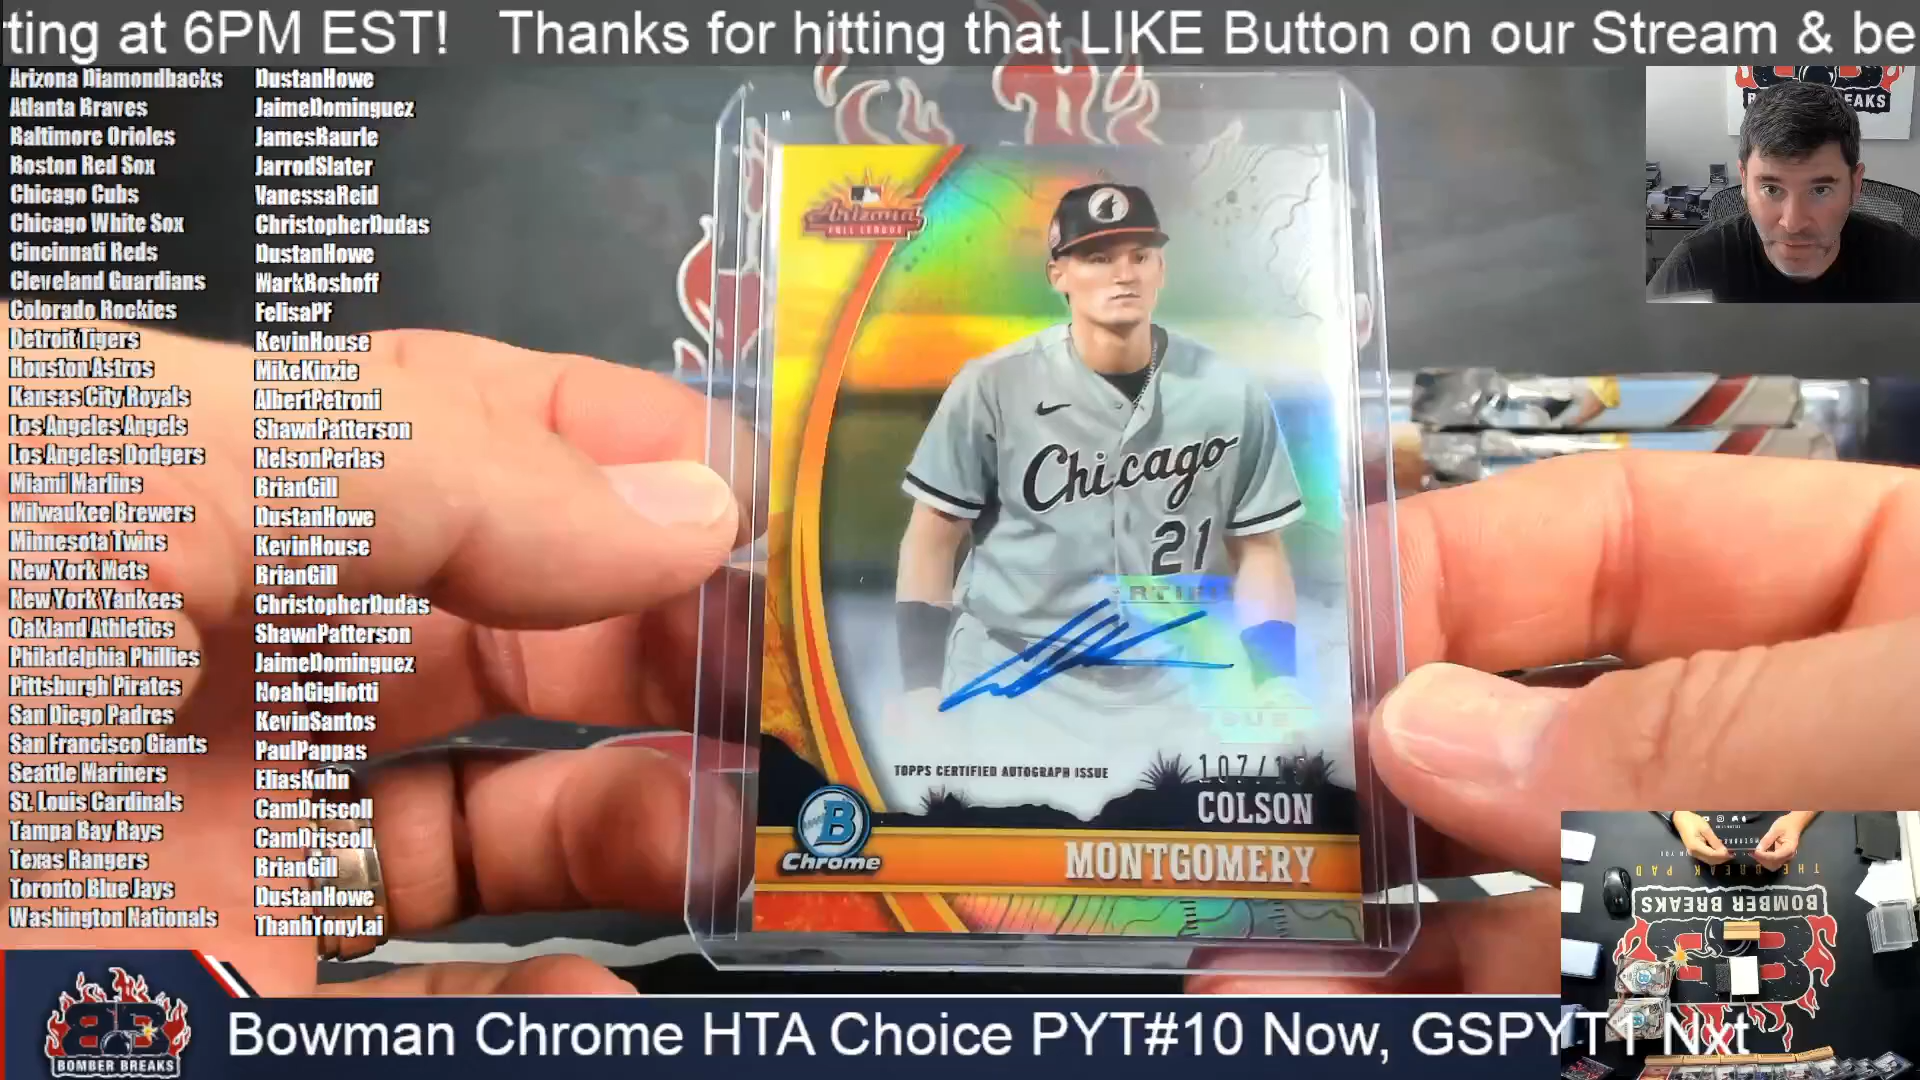 ting at 6PM EST! Thanks for hitting that LIKE Button on our Stream & be
Arizona Diamondbacks DustanHowe
Atlanta Braves JaimeDominguez
Baltimore Orioles JamesBaurle
Boston Red Sox JarrodSlater
Chicago Cubs VanessaReid
Chicago White Sox ChristopherDudas
Cincinnati Reds DustanHowe
Cleveland Guardians MarkBoshoff
Colorado Rockies FelisaPF
Detroit Tigers KevinHouse
Houston Astros MikeKinzie
Kansas City Royals AlbertPetroni
Los Angeles Angels ShawnPatterson
Los Angeles Dodgers NelsonPerlas
Miami Marlins BrianGill
Milwaukee Brewers DustanHowe
Minnesota Twins KevinHouse
New York Mets BrianGill
New York Yankees ChristopherDudas
Oakland Athletics ShawnPatterson
Philadelphia Phillies JaimeDominguez
Pittsburgh Pirates NoahGigliotti
San Diego Padres KevinSantos
San Francisco Giants PaulPappas
Seattle Mariners EliasKuhn
St. Louis Cardinals CamDriscoll
Tampa Bay Rays CamDriscoll
Texas Rangers BrianGill
Toronto Blue Jays DustanHowe
Washington Nationals ThanhTonyLai
Arizona
FALL LEAGUE
Chicago
21
TOPPS CERTIFIED AUTOGRAPH ISSUE
COLSON
MONTGOMERY
B
Chrome
BOMBER BREAKS
BB
BOMBER BREAKS
Bowman Chrome HTA Choice PYT#10 Now, GSPYT1 Nxt